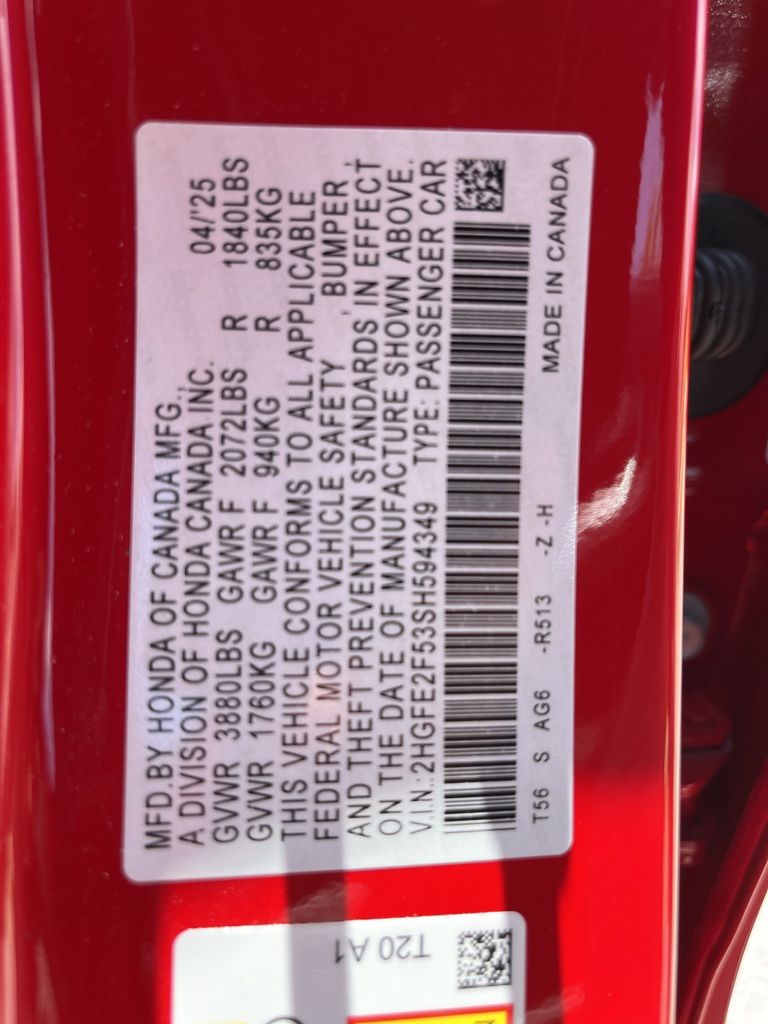 MFD.BY HONDA OF CANADA MFG., 04/'25
A DIVISION OF HONDA CANADA INC.
GVWR 3880LBS GAWR F 2072LBS R 1840LBS
GVWR 1760KG GAWR F 940KG R 835KG
THIS VEHICLE CONFORMS TO ALL APPLICABLE
FEDERAL MOTOR VEHICLE SAFETY , BUMPER ,
AND THEFT PREVENTION STANDARDS IN EFFECT
ON THE DATE OF MANUFACTURE SHOWN ABOVE.
V.I.N.:2HGFE2F53SH594349 TYPE: PASSENGER CAR
T56 S AG6 -R513 -Z -H MADE IN CANADA
T20 A1